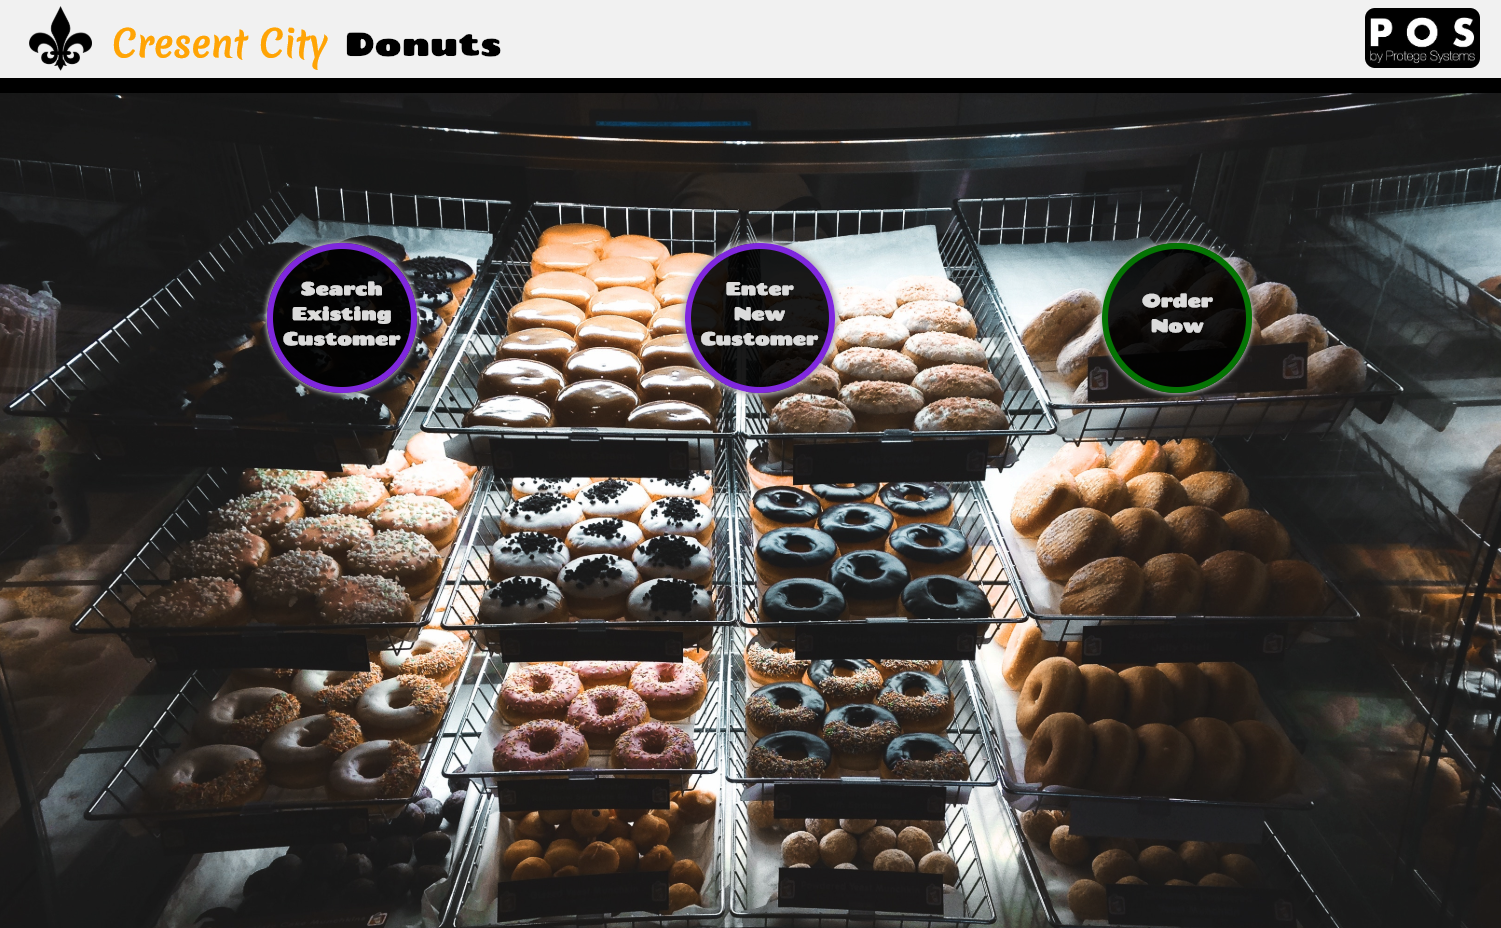 Cresent City Donuts
POS
by Protege Systems
Search
Existing
Customer
Enter
New
Customer
Order
Now